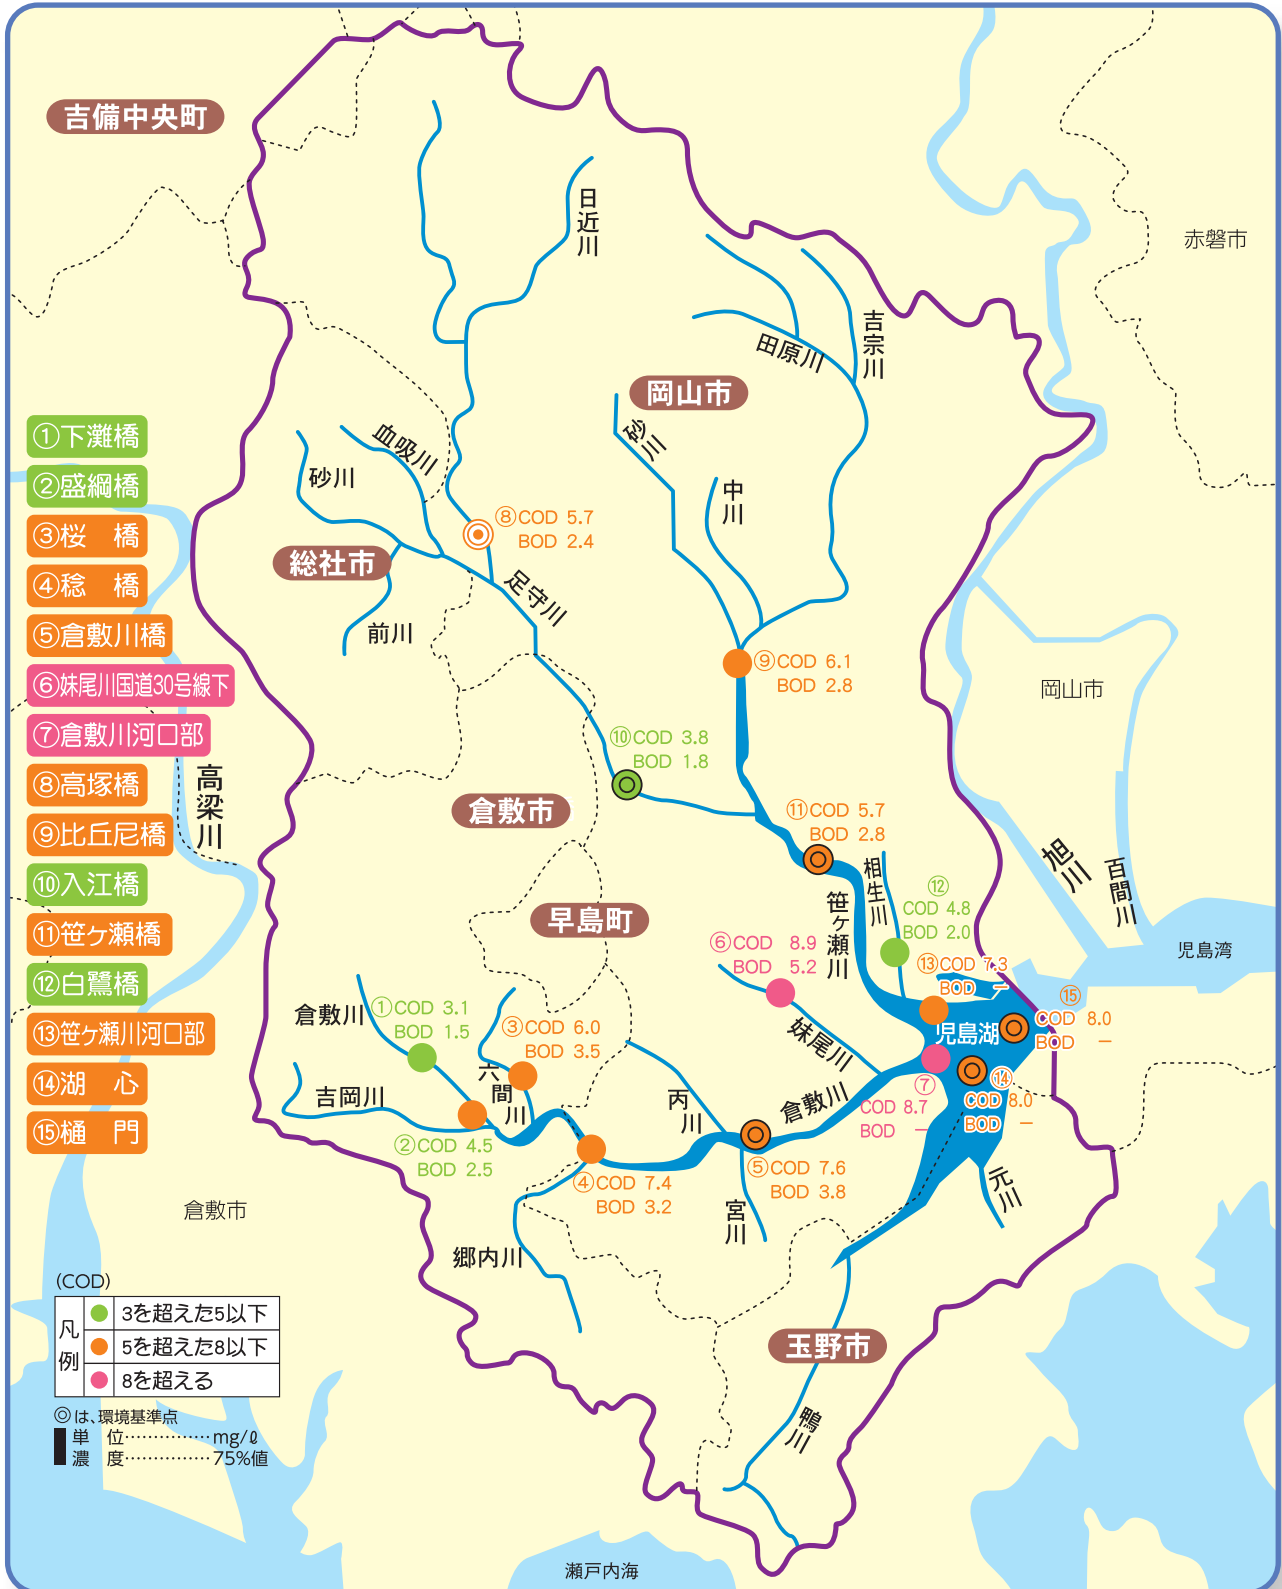 吉備中央町
赤磐市
日近川
田原川
吉宗川
岡山市
砂川
中川
血吸川
砂川
総社市
前川
足守川
⑧COD 5.7
BOD 2.4
⑨COD 6.1
BOD 2.8
岡山市
⑩COD 3.8
BOD 1.8
⑪COD 5.7
BOD 2.8
①下灘橋
②盛綱橋
③桜　橋
④稔　橋
⑤倉敷川橋
⑥妹尾川国道30号線下
⑦倉敷川河口部
⑧高塚橋
⑨比丘尼橋
⑩入江橋
⑪笹ヶ瀬橋
⑫白鷺橋
⑬笹ヶ瀬川河口部
⑭湖　心
⑮樋　門
高梁川
倉敷市
早島町
相生川
笹ヶ瀬川
旭川
百間川
児島湾
⑫
COD 4.8
BOD 2.0
⑥COD 8.9
BOD 5.2
⑬COD 7.3
BOD －
⑮
COD 8.0
BOD －
児島湖
倉敷川
①COD 3.1
BOD 1.5
③COD 6.0
BOD 3.5
妹尾川
六間川
吉岡川
丙川
倉敷川
⑦
COD 8.7
BOD －
⑭
COD 8.0
BOD －
②COD 4.5
BOD 2.5
④COD 7.4
BOD 3.2
⑤COD 7.6
BOD 3.8
元川
宮川
郷内川
倉敷市
玉野市
鴨川
(COD)
凡例
3を超えた5以下
5を超えた8以下
8を超える
◎は、環境基準点
単　位……………mg/ℓ
濃　度……………75%値
瀬戸内海